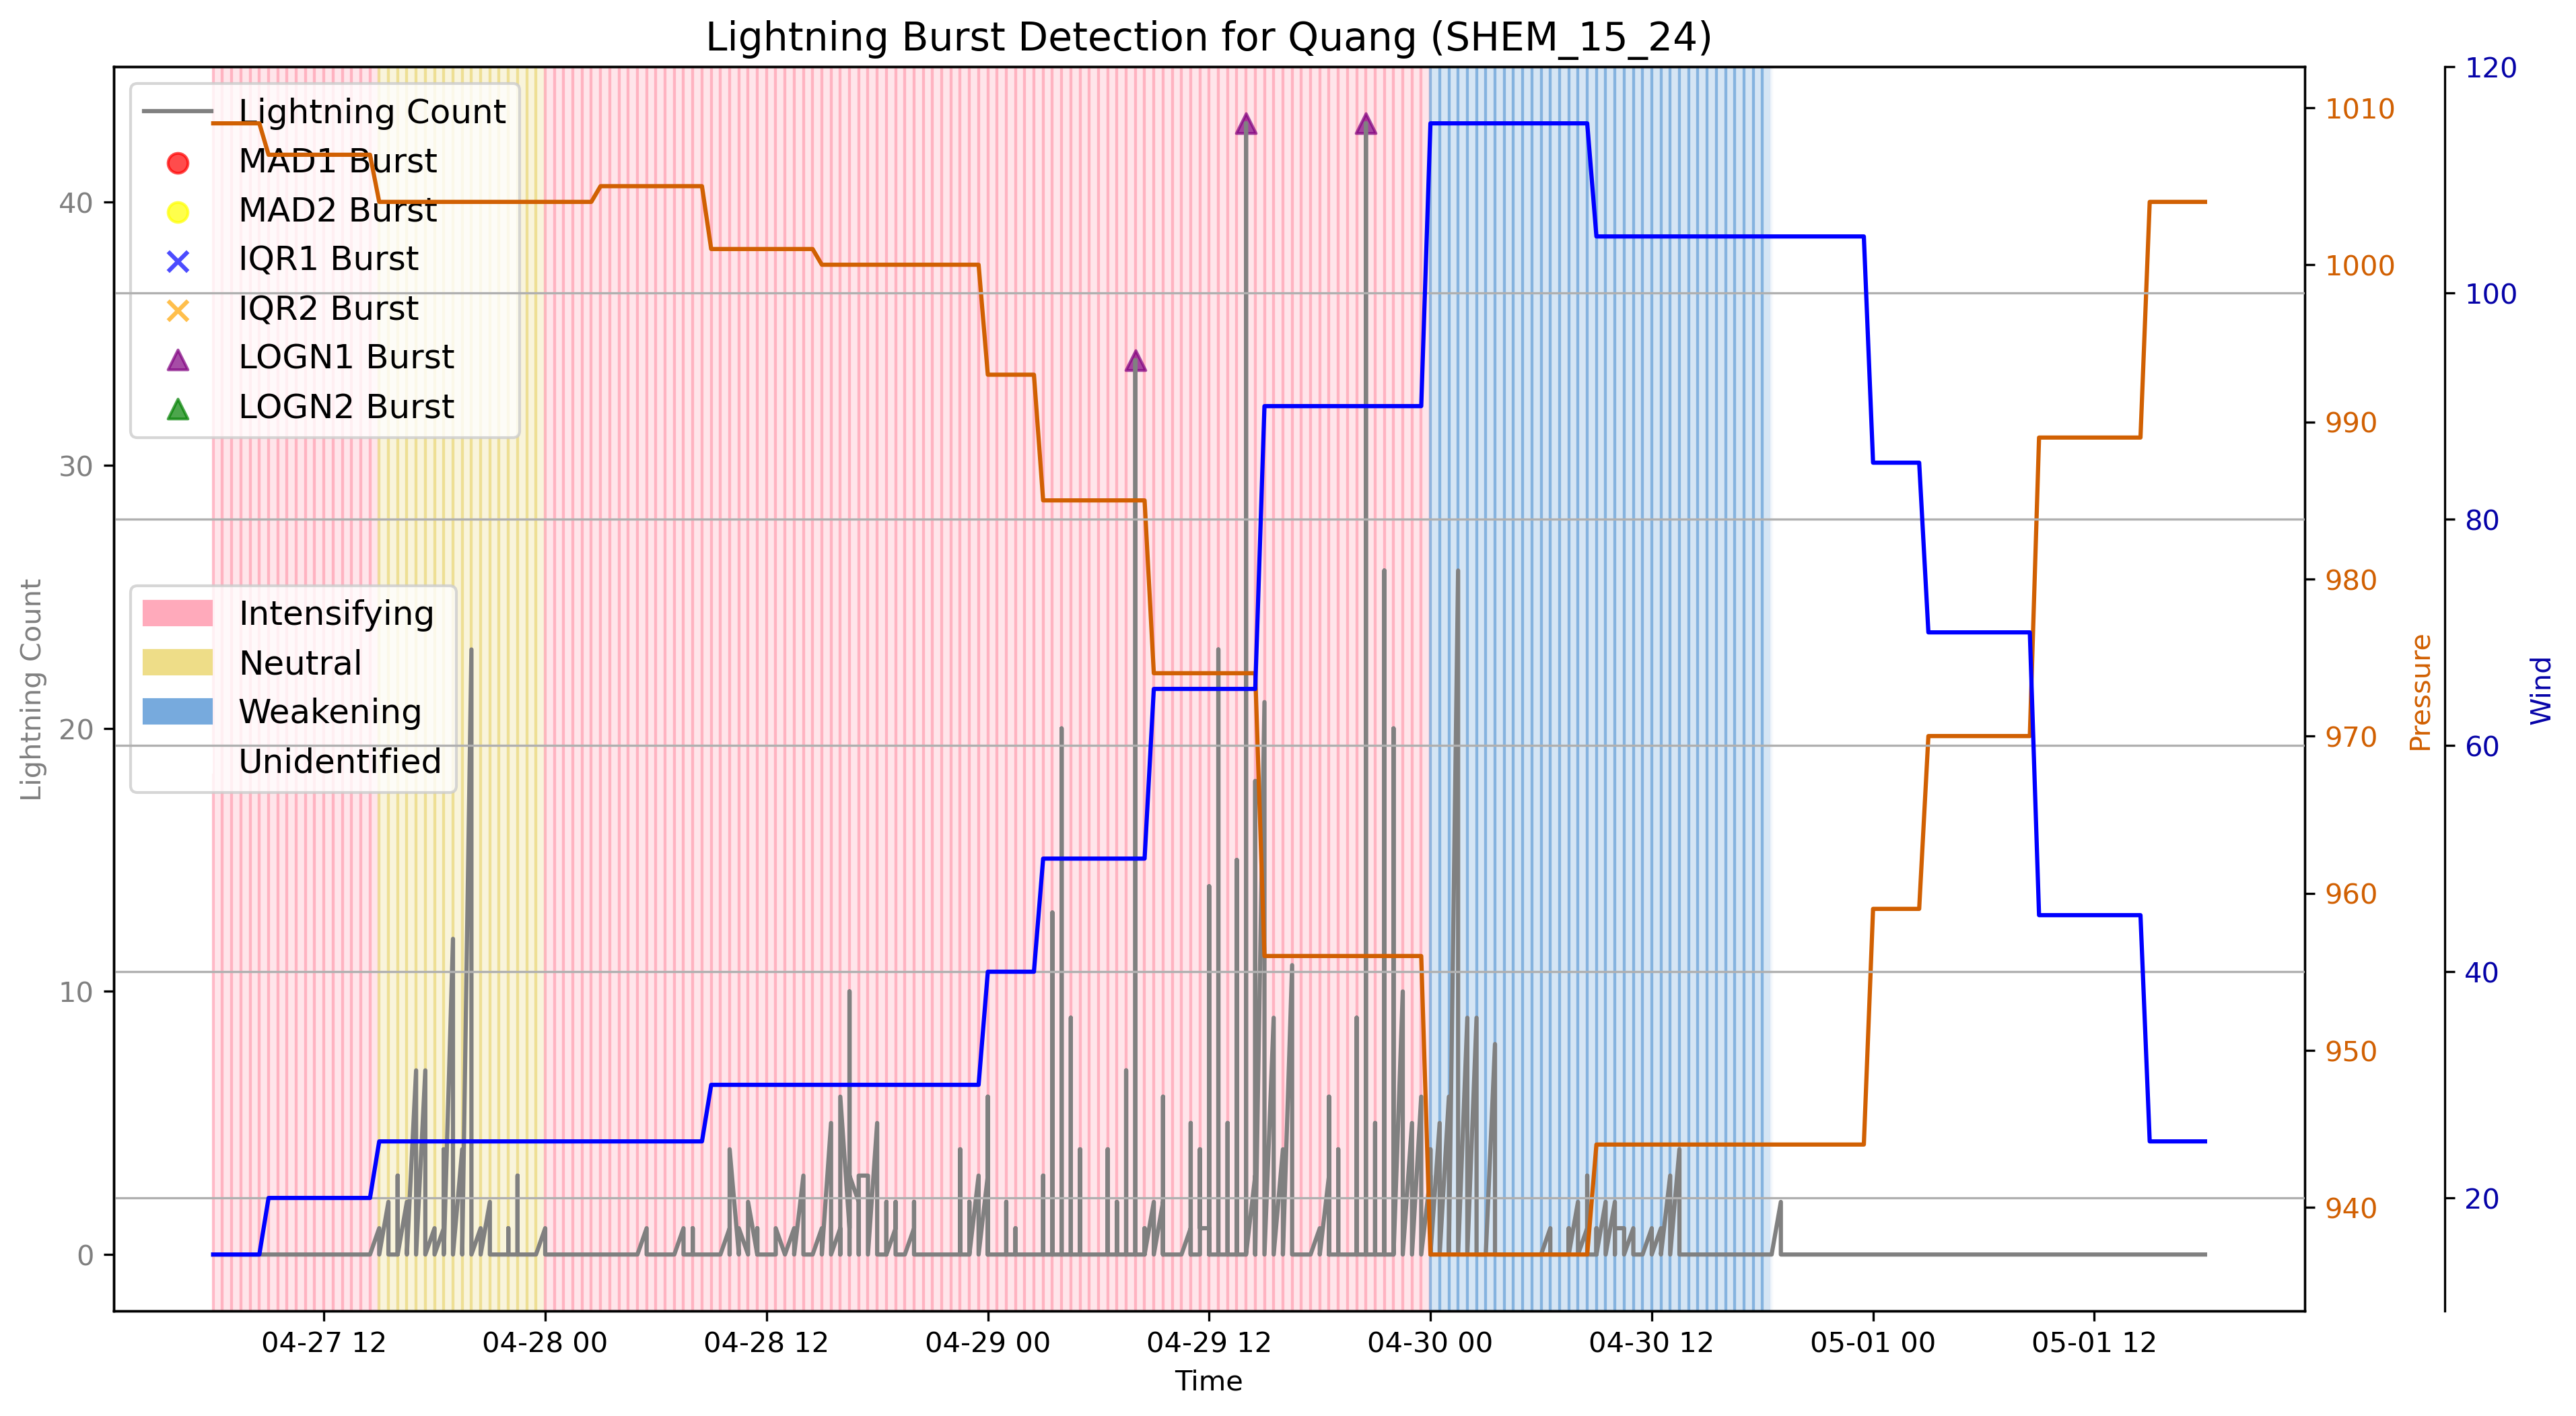 Lightning Burst Detection for Quang (SHEM_15_24)
Lightning Count
MAD1 Burst
MAD2 Burst
IQR1 Burst
IQR2 Burst
LOGN1 Burst
LOGN2 Burst
Intensifying
Neutral
Weakening
Unidentified
Lightning Count
40
30
20
10
0
1010
1000
990
980
970
960
950
940
Pressure
120
100
80
60
40
20
Wind
04-27 12
04-28 00
04-28 12
04-29 00
04-29 12
04-30 00
04-30 12
05-01 00
05-01 12
Time